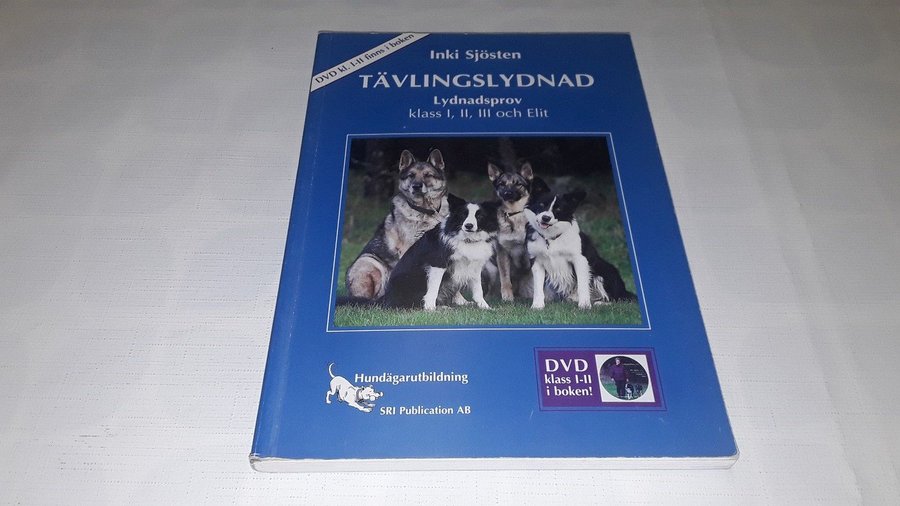 DVD kl. I-II finns i boken
Inki Sjösten
TÄVLINGSLYDNAD
Lydnadsprov
klass I, II, III och Elit
Hundägarutbildning
SRI Publication AB
DVD
klass I-II
i boken!